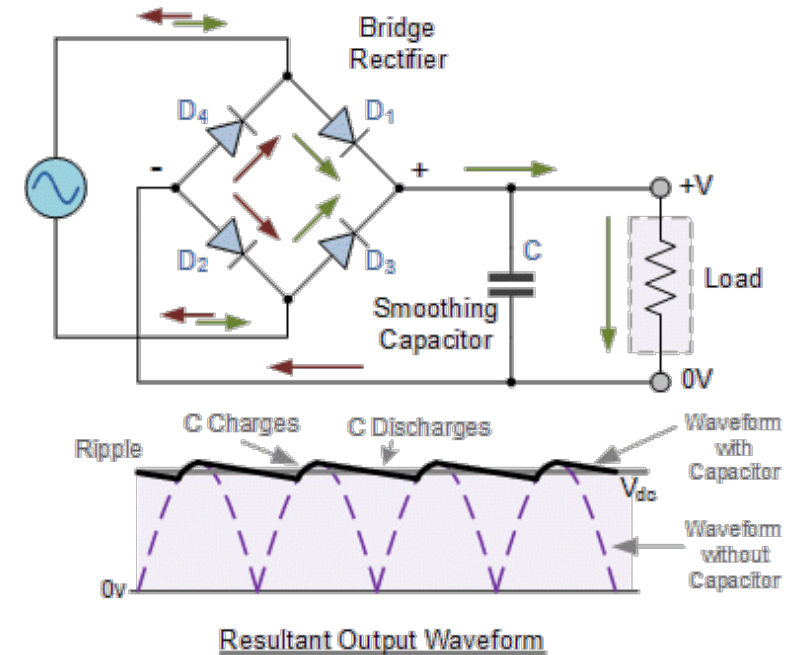 Bridge
Rectifier
D4
D1
-
+
+V
D2
D3
C
Load
Smoothing
Capacitor
0V
C Charges
C Discharges
Waveform
with
Capacitor
Ripple
Vdc
Waveform
without
Capacitor
0v
Resultant Output Waveform